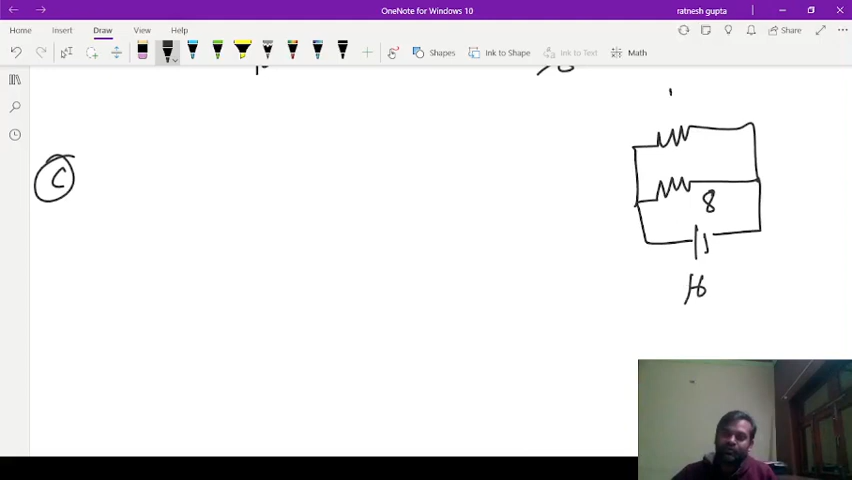 OneNote for Windows 10
ratnesh gupta
Home Insert Draw View Help Share
Shapes Ink to Shape Ink to Text Math
C
8
16